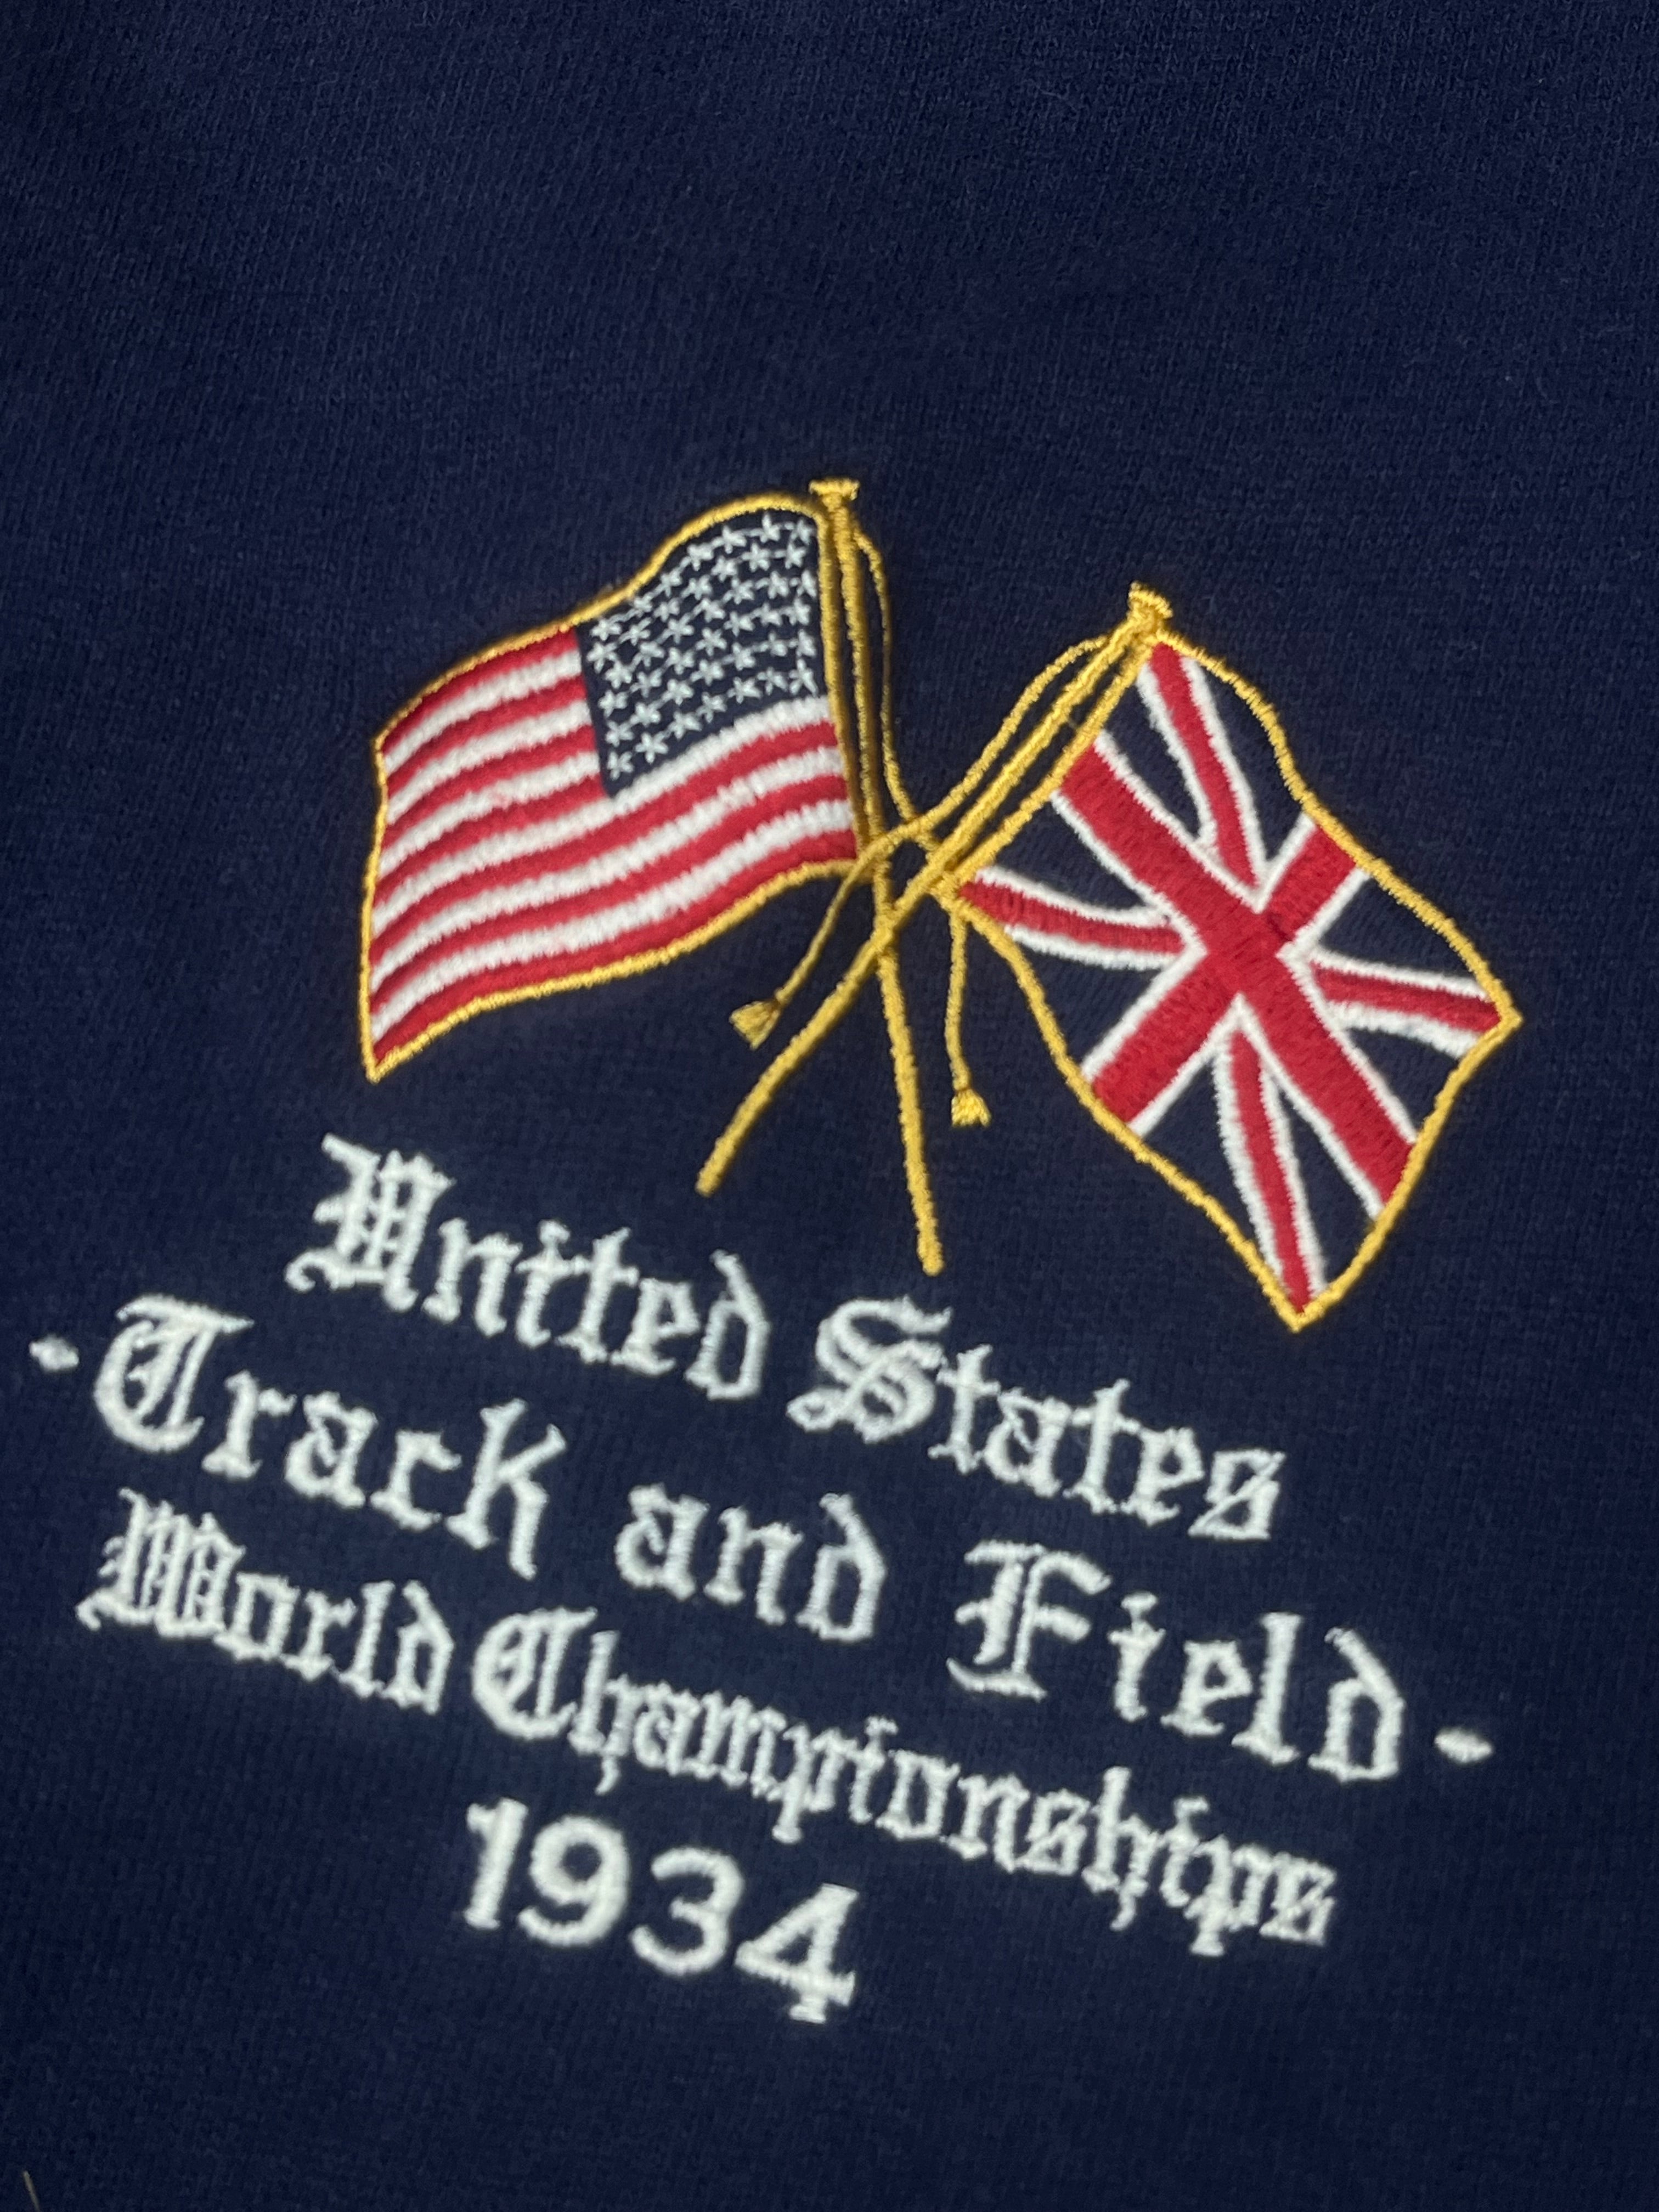 United States
-Track and Field-
World Championships
1934